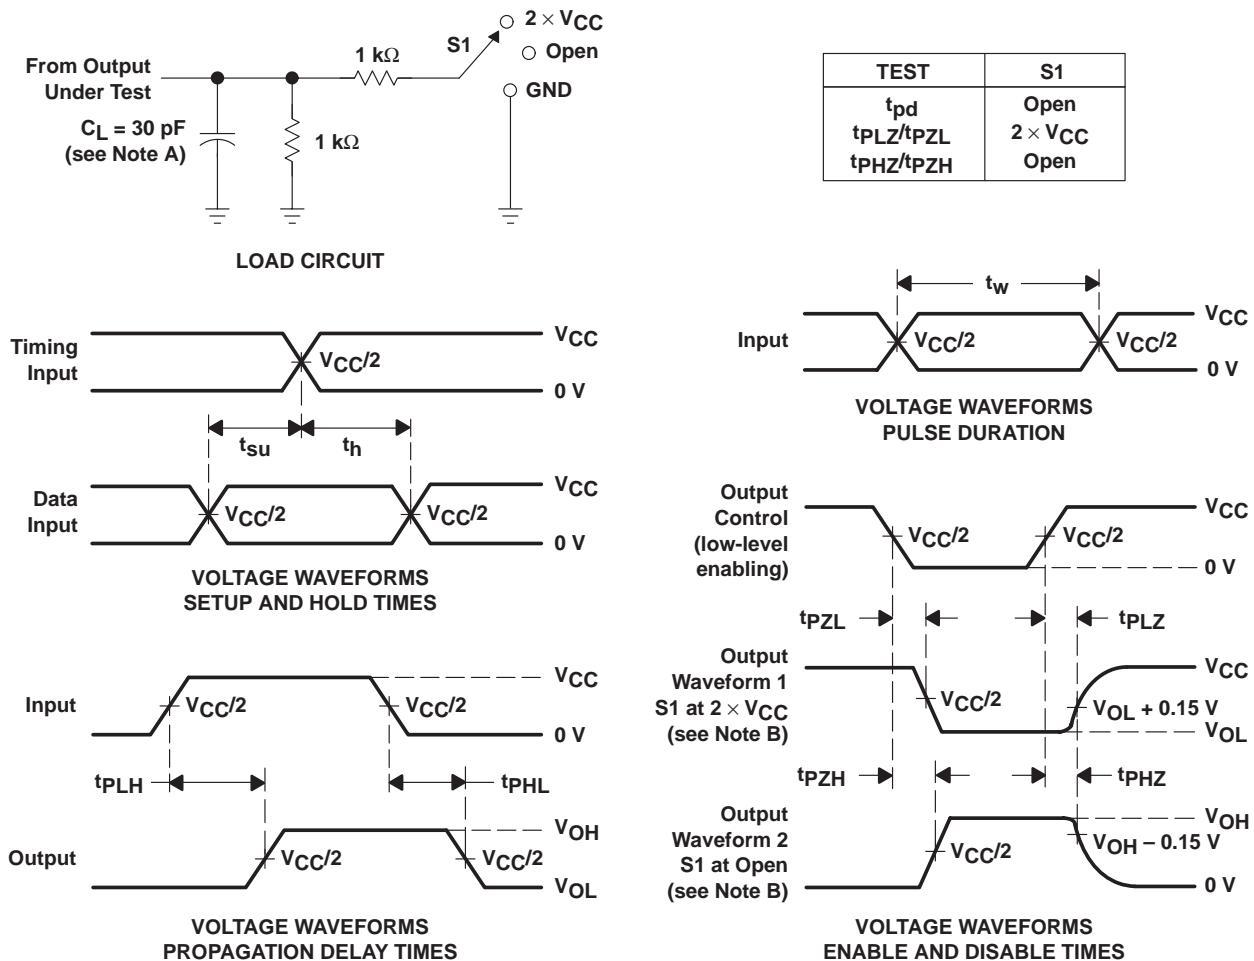 From Output
Under Test
CL = 30 pF
(see Note A)
1 kΩ
1 kΩ
S1
2 × VCC
Open
GND
LOAD CIRCUIT
TEST S1
tpd Open
tPLZ/tPZL 2 × VCC
tPHZ/tPZH Open
Timing
Input
VCC/2
VCC
0 V
tsu
th
Data
Input
VCC/2
VCC/2
VCC
0 V
VOLTAGE WAVEFORMS
SETUP AND HOLD TIMES
tw
Input
VCC/2
VCC/2
VCC
0 V
VOLTAGE WAVEFORMS
PULSE DURATION
Input
VCC/2
VCC/2
VCC
0 V
tPLH
tPHL
Output
VCC/2
VCC/2
VOH
VOL
VOLTAGE WAVEFORMS
PROPAGATION DELAY TIMES
Output
Control
(low-level
enabling)
VCC/2
VCC/2
VCC
0 V
tPZL
tPLZ
Output
Waveform 1
S1 at 2 × VCC
(see Note B)
VCC/2
VCC
VOL + 0.15 V
VOL
tPZH
tPHZ
Output
Waveform 2
S1 at Open
(see Note B)
VCC/2
VOH
VOH − 0.15 V
0 V
VOLTAGE WAVEFORMS
ENABLE AND DISABLE TIMES